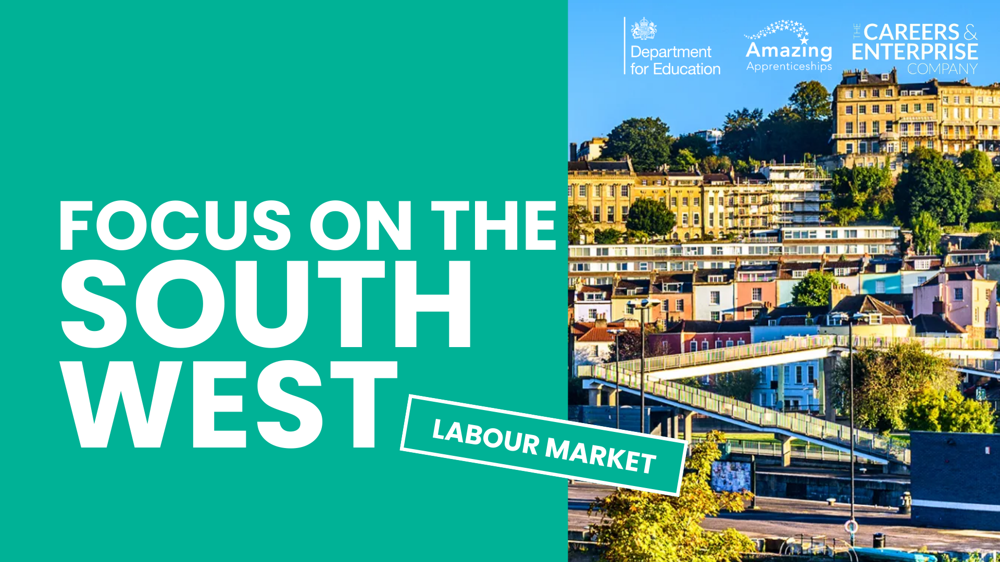 Department
for Education
Amazing
Apprenticeships
THE
CAREERS &
ENTERPRISE
COMPANY
FOCUS ON THE
SOUTH
WEST
LABOUR MARKET